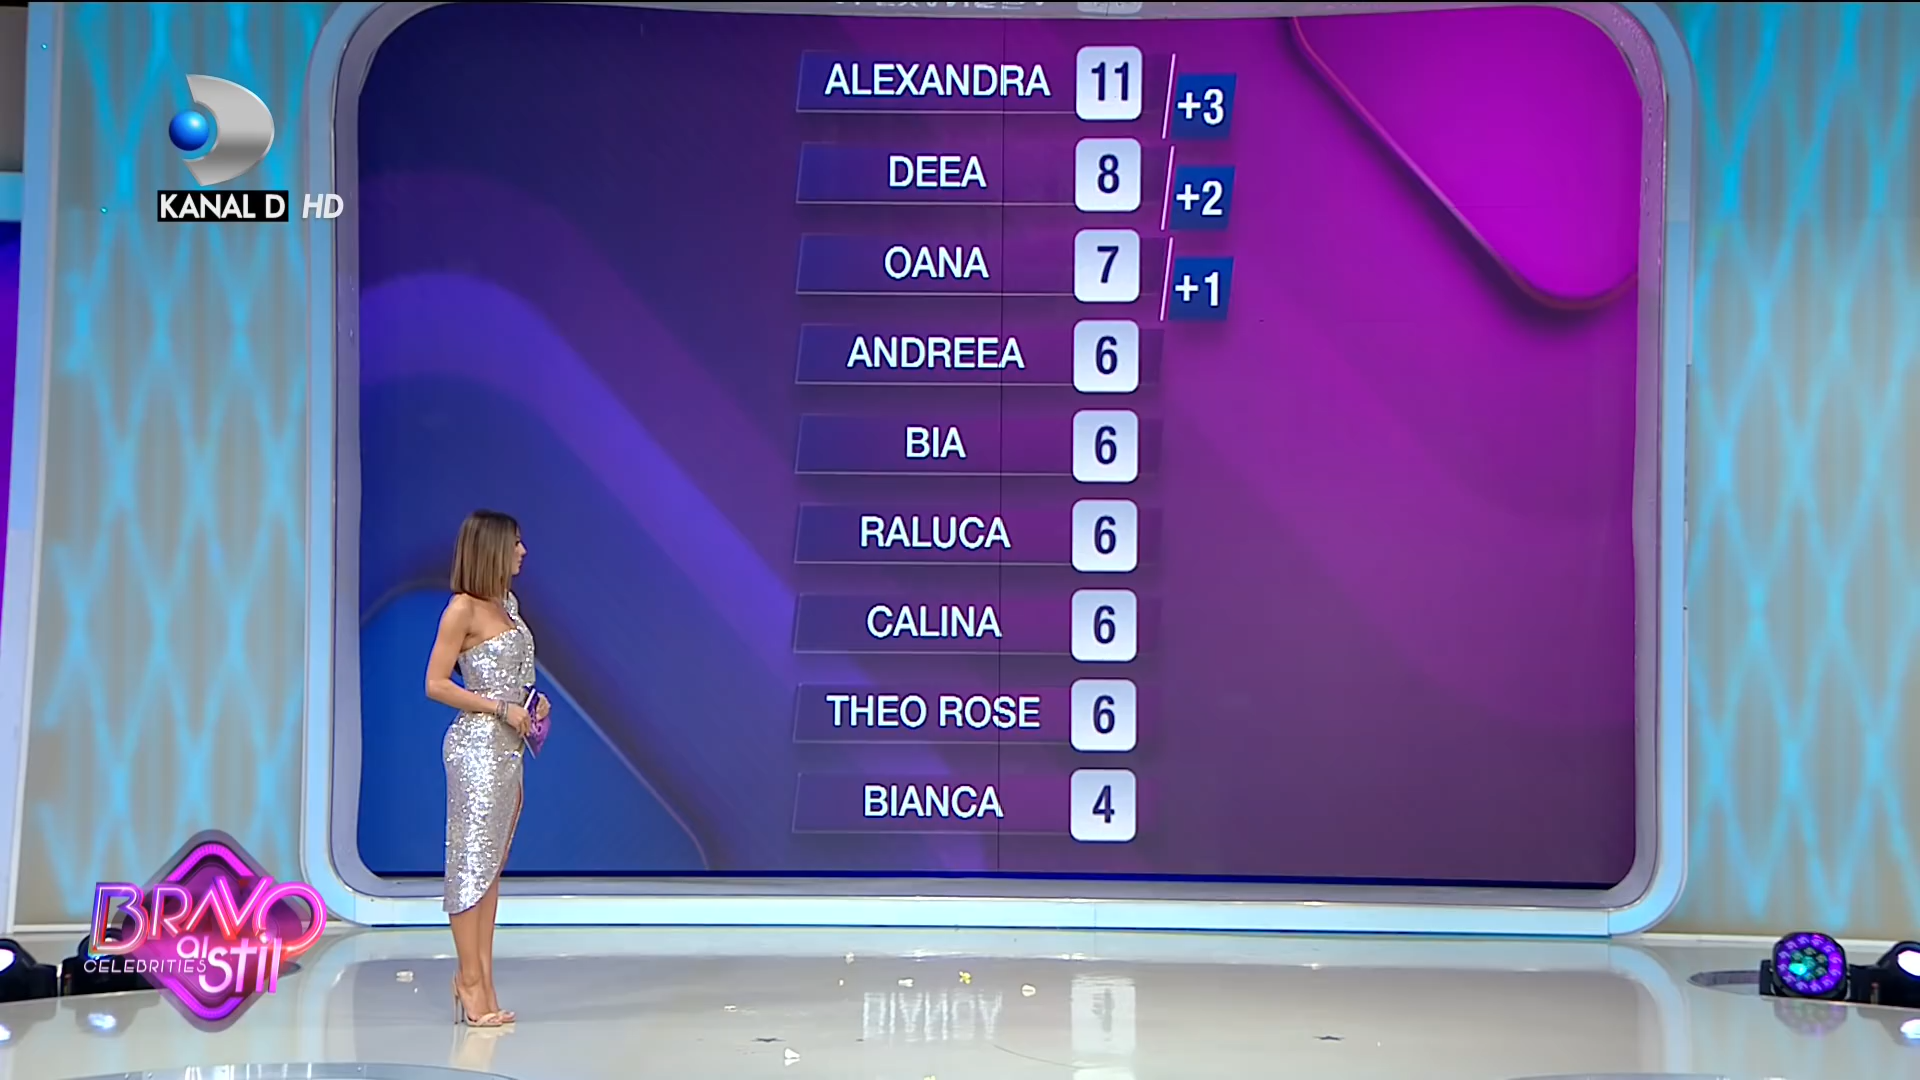 ALEXANDRA 11 +3
DEEA 8 +2
OANA 7 +1
ANDREEA 6
BIA 6
RALUCA 6
CALINA 6
THEO ROSE 6
BIANCA 4
KANAL D HD
BRAVO
ai stil
CELEBRITIES